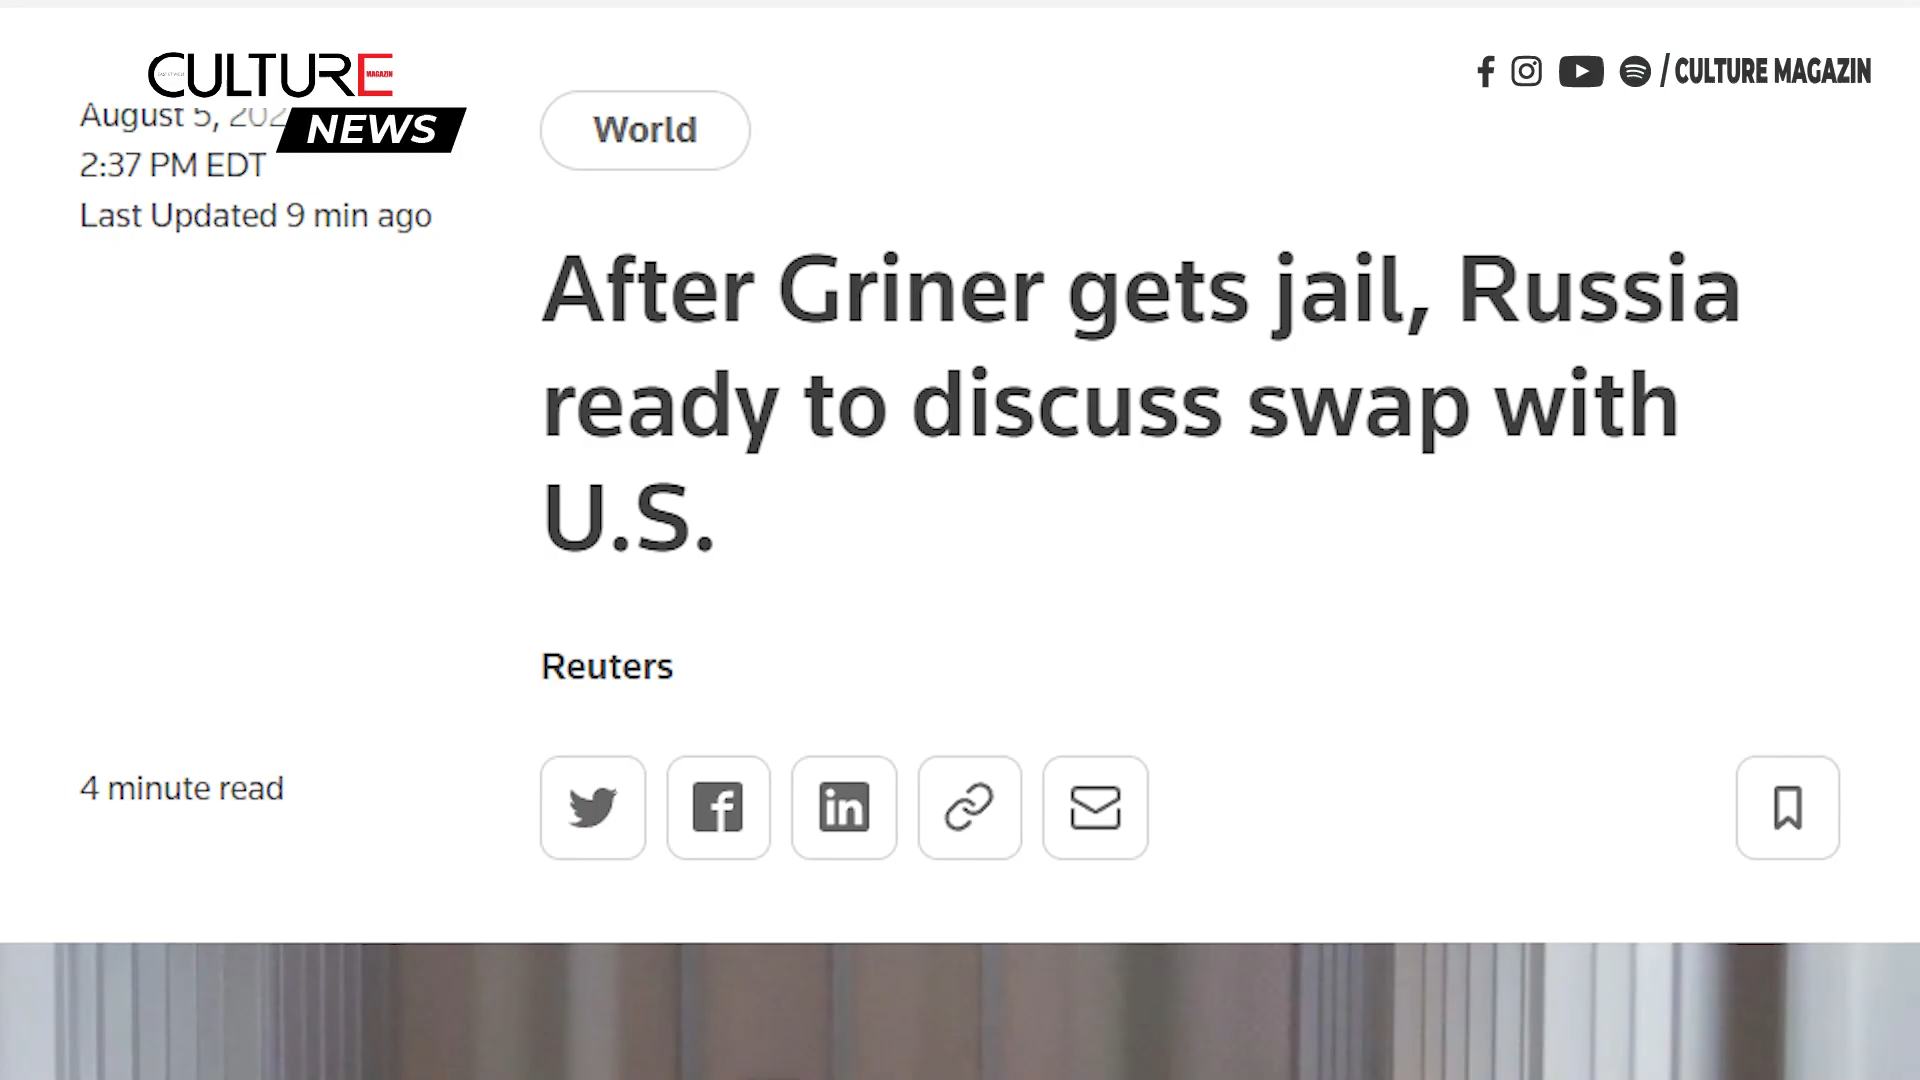 CULTURE
MAGAZIN
NEWS
/ CULTURE MAGAZIN
August 5, 202
2:37 PM EDT
Last Updated 9 min ago
World
After Griner gets jail, Russia
ready to discuss swap with
U.S.
Reuters
4 minute read